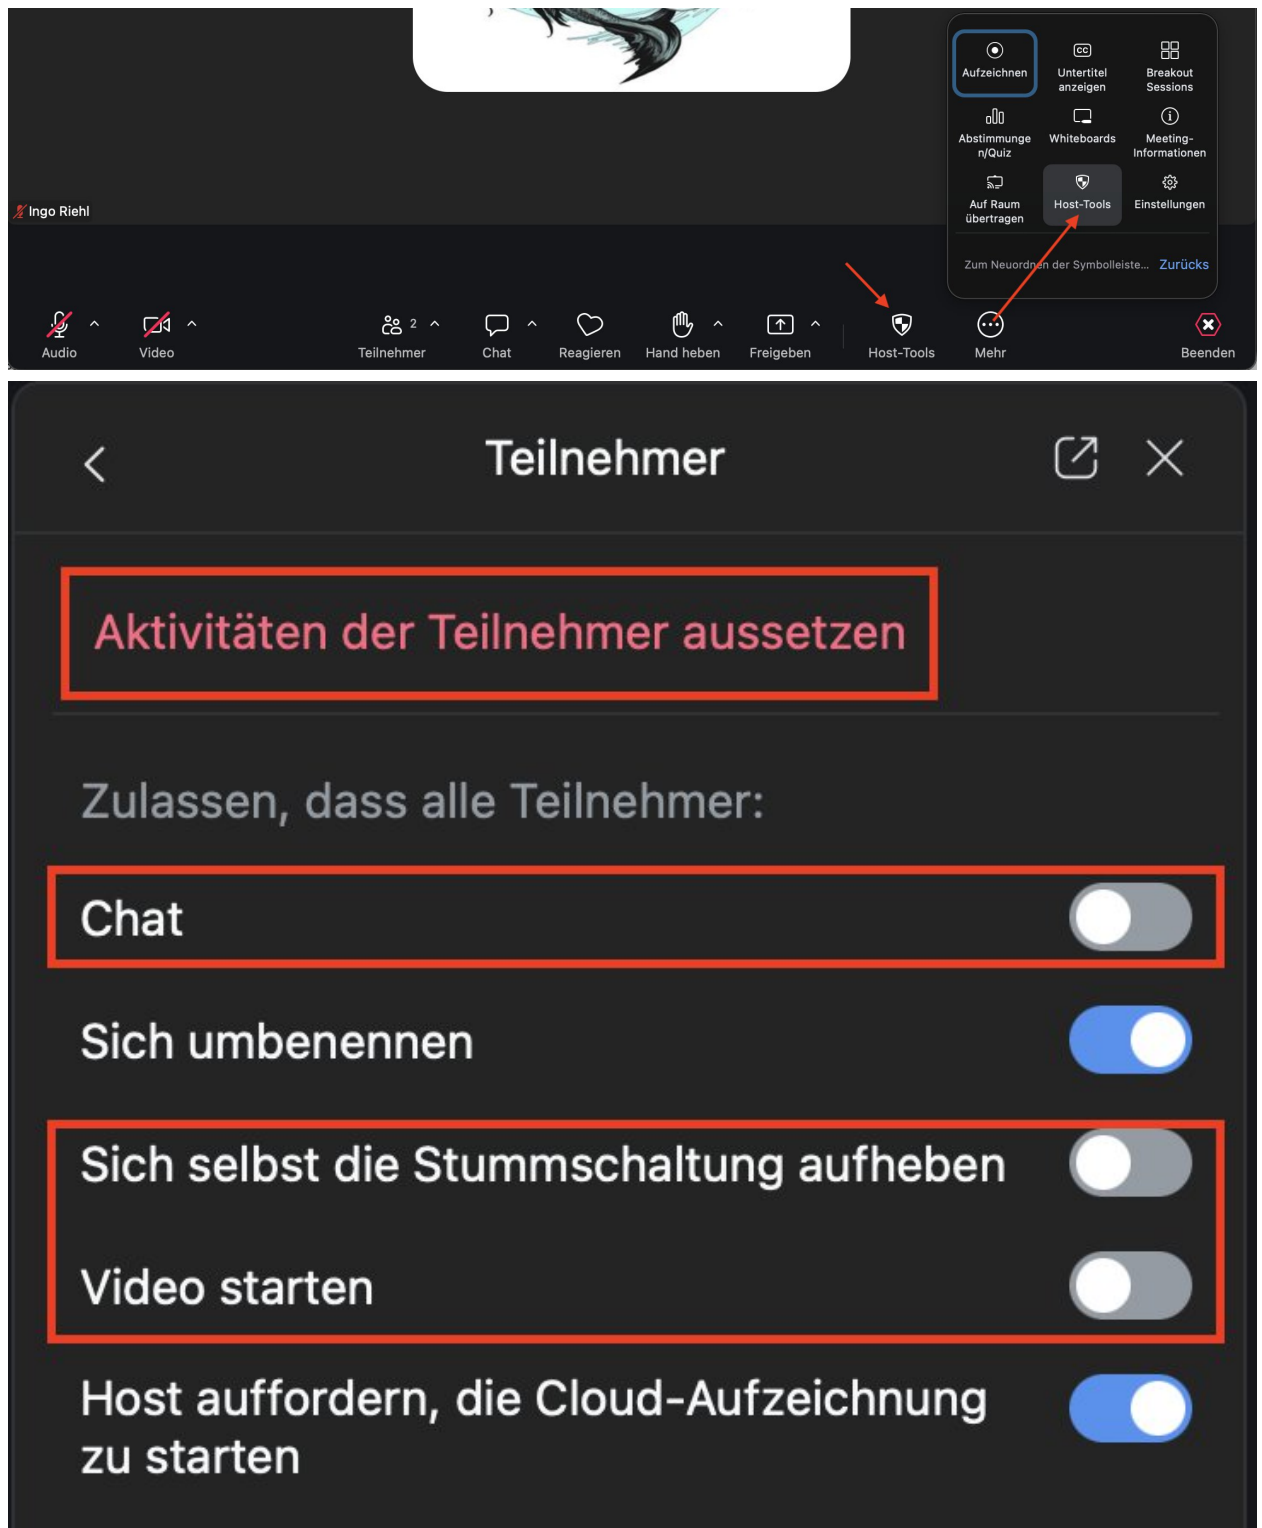 Aufzeichnen
Untertitel
anzeigen
Breakout
Sessions
Abstimmunge
n/Quiz
Whiteboards
Meeting-
Informationen
Auf Raum
übertragen
Host-Tools
Einstellungen
Zum Neuordnen der Symbolleiste... Zurücks
Ingo Riehl
Audio
Video
2
Teilnehmer
Chat
Reagieren
Hand heben
Freigeben
Host-Tools
Mehr
Beenden
Teilnehmer
Aktivitäten der Teilnehmer aussetzen
Zulassen, dass alle Teilnehmer:
Chat
Sich umbenennen
Sich selbst die Stummschaltung aufheben
Video starten
Host auffordern, die Cloud-Aufzeichnung
zu starten